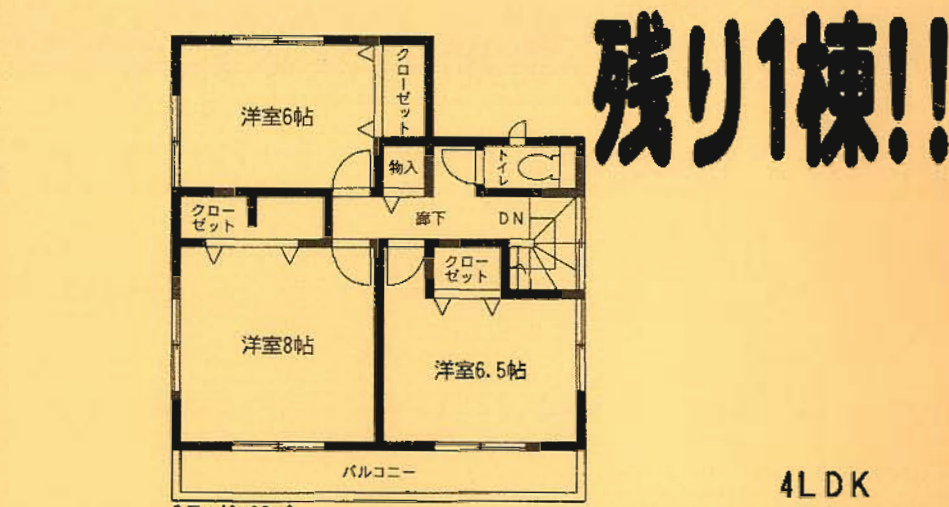 残り1棟!!
クローゼット
洋室6帖
物入
トイレ
クロー
ゼット
廊下
DN
クロー
ゼット
洋室8帖
洋室6.5帖
バルコニー
4LDK